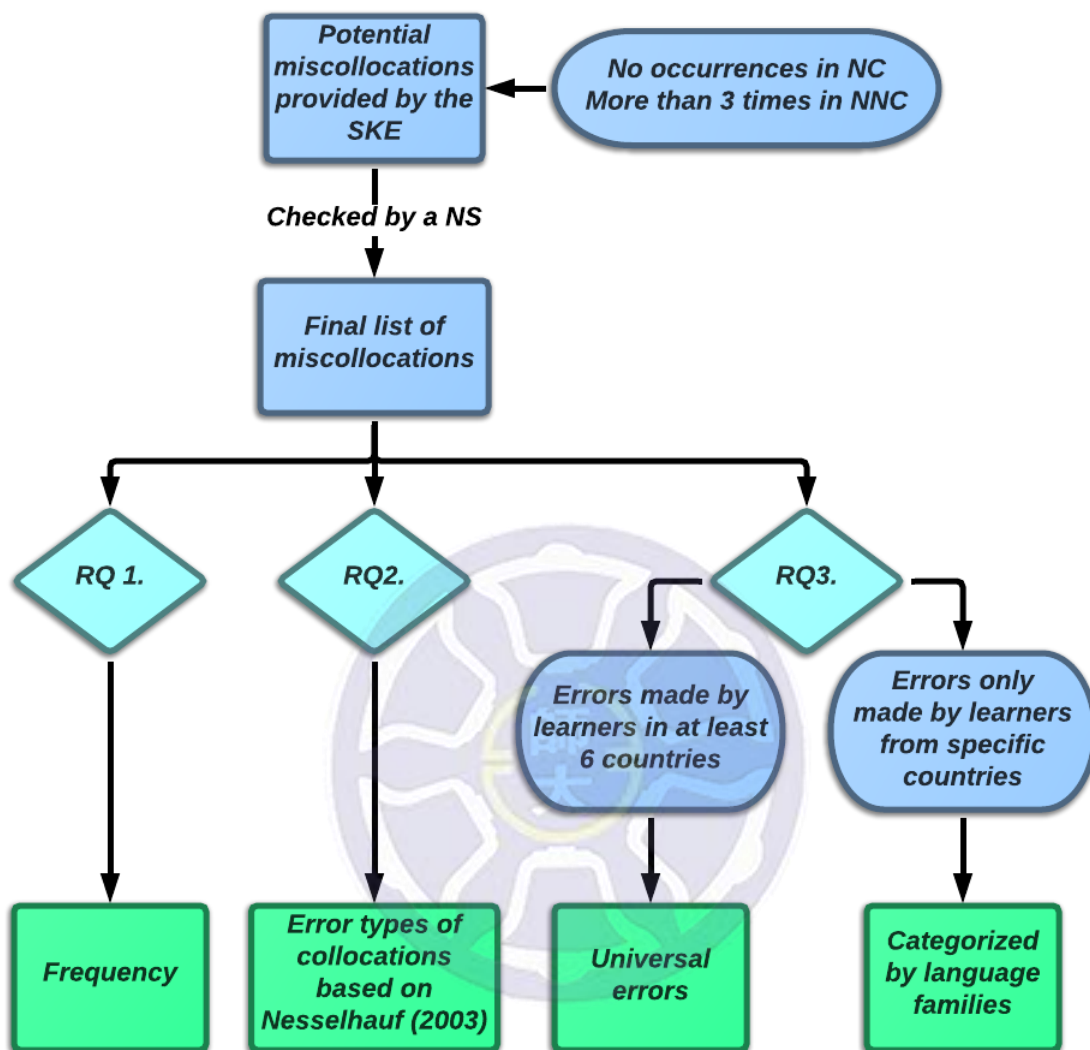 Potential
miscollocations
provided by the
SKE
No occurrences in NC
More than 3 times in NNC
Checked by a NS
Final list of
miscollocations
RQ 1.
RQ2.
RQ3.
Errors made by
learners in at least
6 countries
Errors only
made by learners
from specific
countries
師
大
Frequency
Error types of
collocations
based on
Nesselhauf (2003)
Universal
errors
Categorized
by language
families